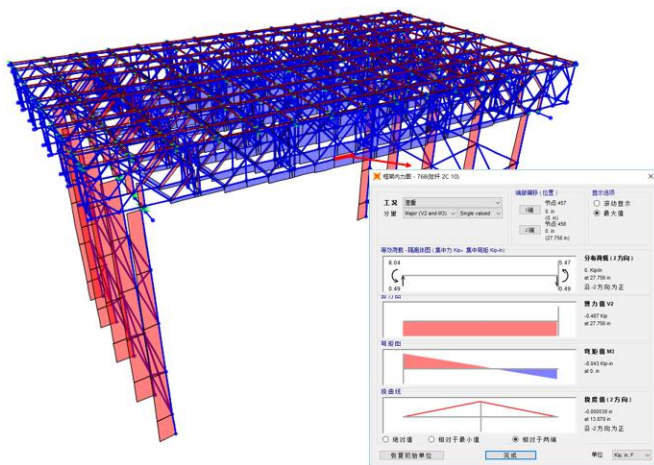 框架内力图 - 768(腹杆 2C 10)
工况
恒载
分量
Major (V2 and M3)
Single valued
端部偏移 (位置)
I端
节点:457
0. in
(0. in)
J端
节点:458
0. in
(27.756 in)
显示选项
滚动显示
最大值
等效荷载 - 隔离体图 ( 集中力 Kip、集中弯矩 Kip-in )
8.04
5.47
0.49
0.49
分布荷载 ( 2 方向 )
0. Kip/in
at 27.756 in
沿 -2 方向为正
剪力图
剪力值 V2
-0.487 Kip
at 27.756 in
弯矩图
弯矩值 M3
at 0. in
挠曲线
挠度值 ( 2 方向 )
at 13.878 in
沿 -2 方向为正
绝对值
相对于最小值
相对于两端
恢复初始单位
完成
单位
Kip, in, F